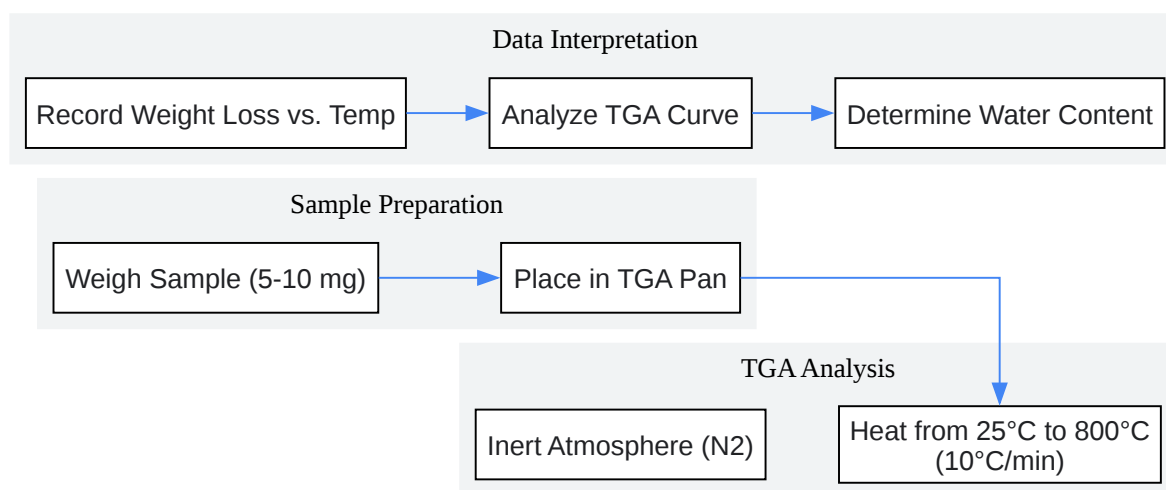 Data Interpretation
Record Weight Loss vs. Temp
Analyze TGA Curve
Determine Water Content
Sample Preparation
Weigh Sample (5-10 mg)
Place in TGA Pan
TGA Analysis
Inert Atmosphere (N2)
Heat from 25°C to 800°C
(10°C/min)